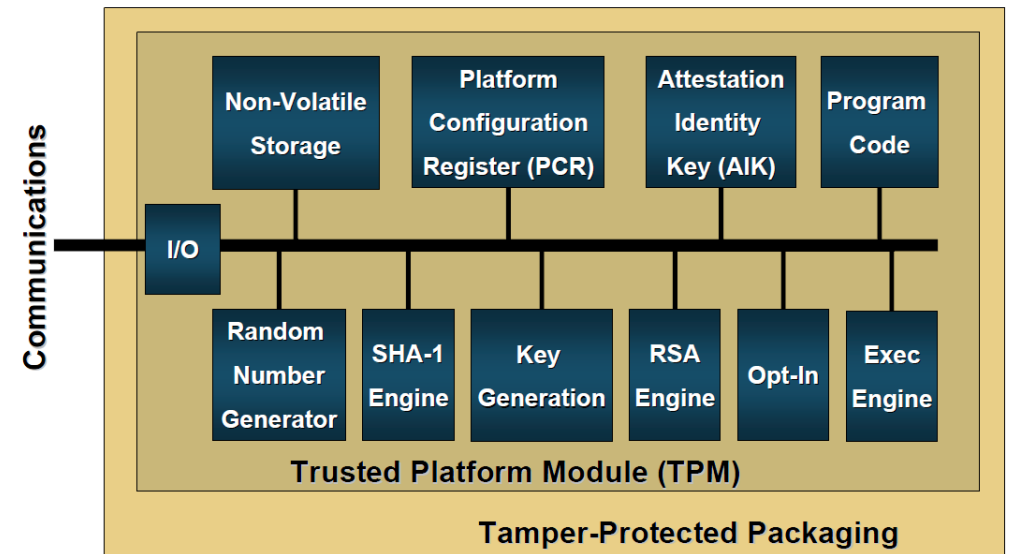 Communications
Non-Volatile
Storage
Platform
Configuration
Register (PCR)
Attestation
Identity
Key (AIK)
Program
Code
I/O
Random
Number
Generator
SHA-1
Engine
Key
Generation
RSA
Engine
Opt-In
Exec
Engine
Trusted Platform Module (TPM)
Tamper-Protected Packaging